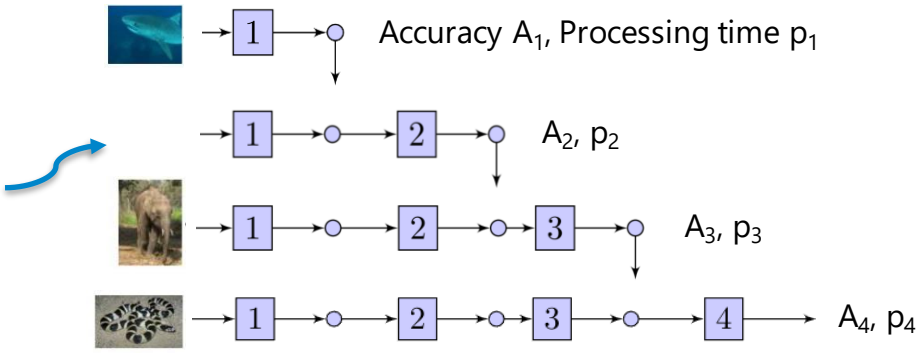 1 Accuracy A₁, Processing time p₁
1 2 A₂, p₂
1 2 3 A₃, p₃
1 2 3 4 A₄, p₄